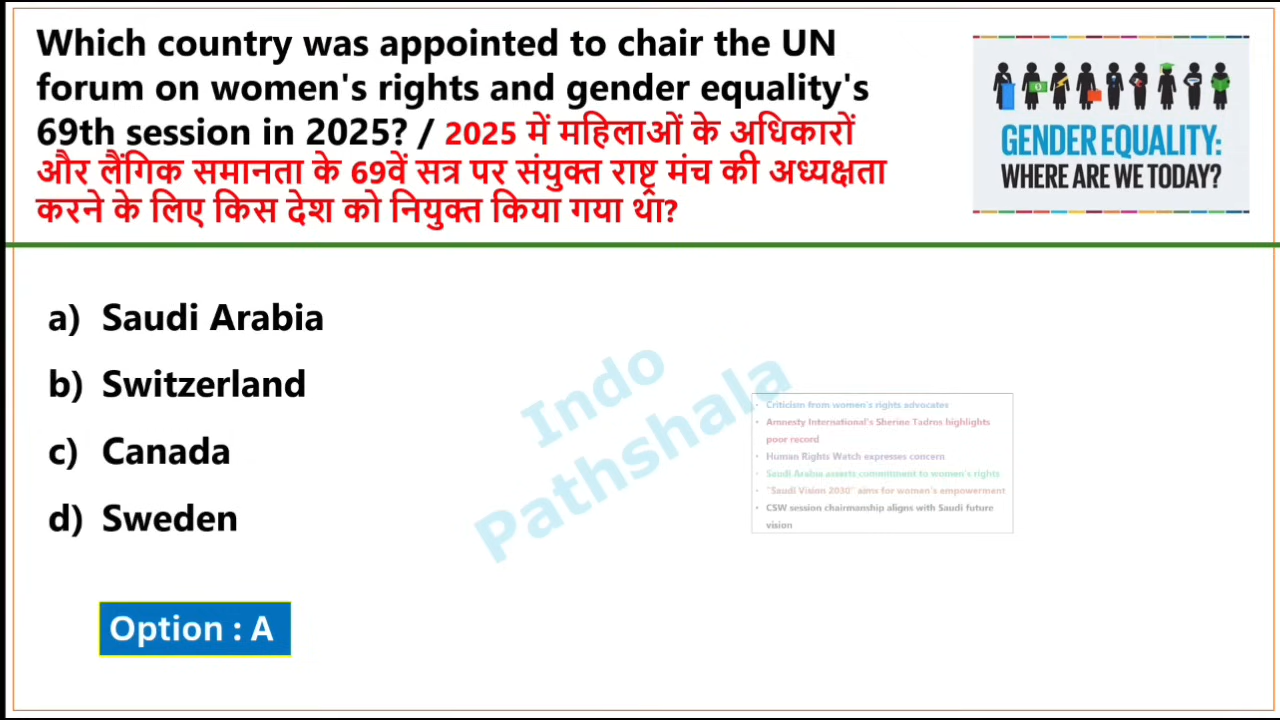 Which country was appointed to chair the UN
forum on women's rights and gender equality's
69th session in 2025? / 2025 में महिलाओं के अधिकारों
और लैंगिक समानता के 69वें सत्र पर संयुक्त राष्ट्र मंच की अध्यक्षता
करने के लिए किस देश को नियुक्त किया गया था?
GENDER EQUALITY:
WHERE ARE WE TODAY?
a) Saudi Arabia
b) Switzerland
c) Canada
d) Sweden
Indo
Pathshala
• Criticism from women's rights advocates
• Amnesty International's Sherine Tadros highlights
poor record
• Human Rights Watch expresses concern
• Saudi Arabia asserts commitment to women's rights
• "Saudi Vision 2030" aims for women's empowerment
• CSW session chairmanship aligns with Saudi future
vision
Option : A